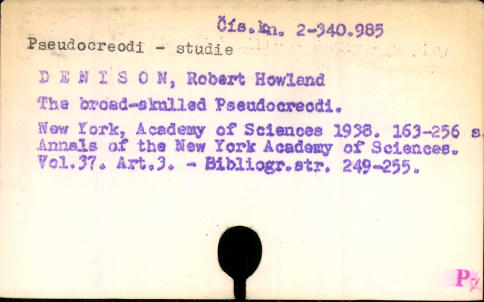 Čís.kn. 2-940.985
Pseudocreodi - studie
D E N I S O N, Robert Howland
The broad-skulled Pseudocreodi.
New York, Academy of Sciences 1938. 163-256 s.
Annals of the New York Academy of Sciences.
Vol.37. Art.3. - Bibliogr.str. 249-255.